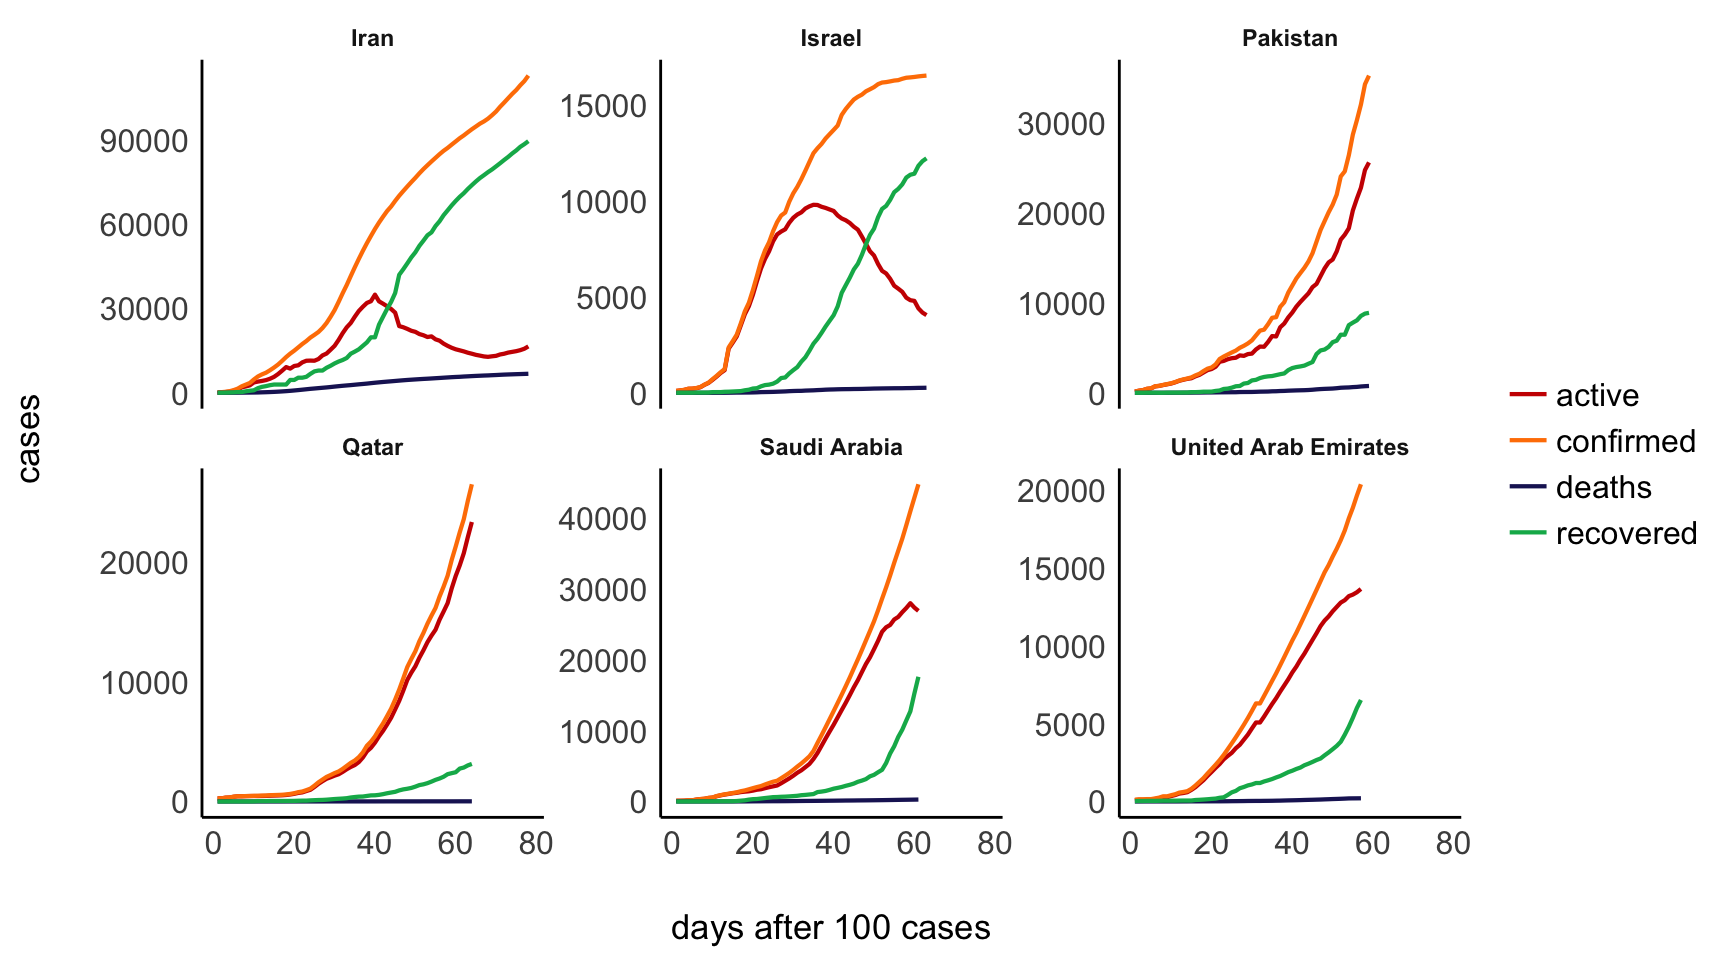 Iran
Israel
Pakistan
90000
60000
30000
0
15000
10000
5000
0
30000
20000
10000
0
Qatar
Saudi Arabia
United Arab Emirates
20000
10000
0
40000
30000
20000
10000
0
20000
15000
10000
5000
0
0 20 40 60 80
0 20 40 60 80
0 20 40 60 80
cases
days after 100 cases
active
confirmed
deaths
recovered